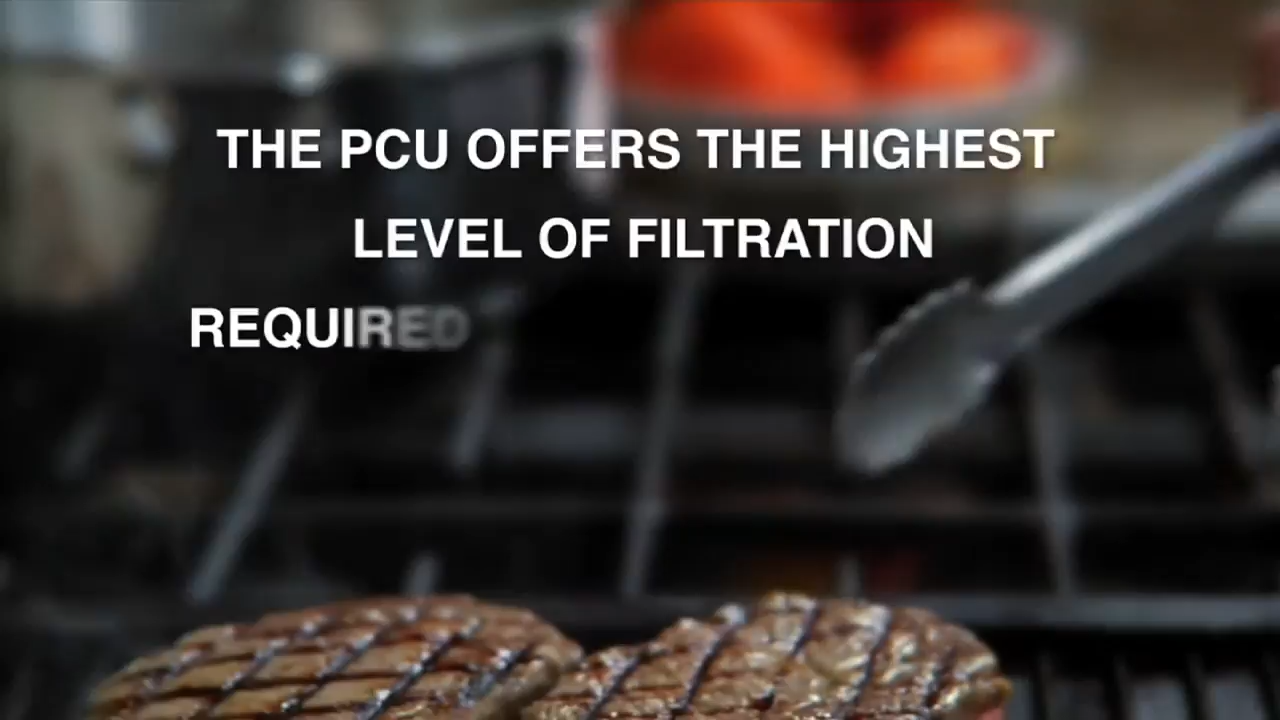 THE PCU OFFERS THE HIGHEST
LEVEL OF FILTRATION
REQUIRED